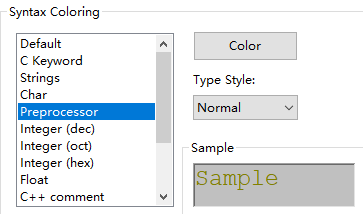 Syntax Coloring
Default
C Keyword
Strings
Char
Preprocessor
Integer (dec)
Integer (oct)
Integer (hex)
Float
C++ comment
Color
Type Style:
Normal
Sample
Sample